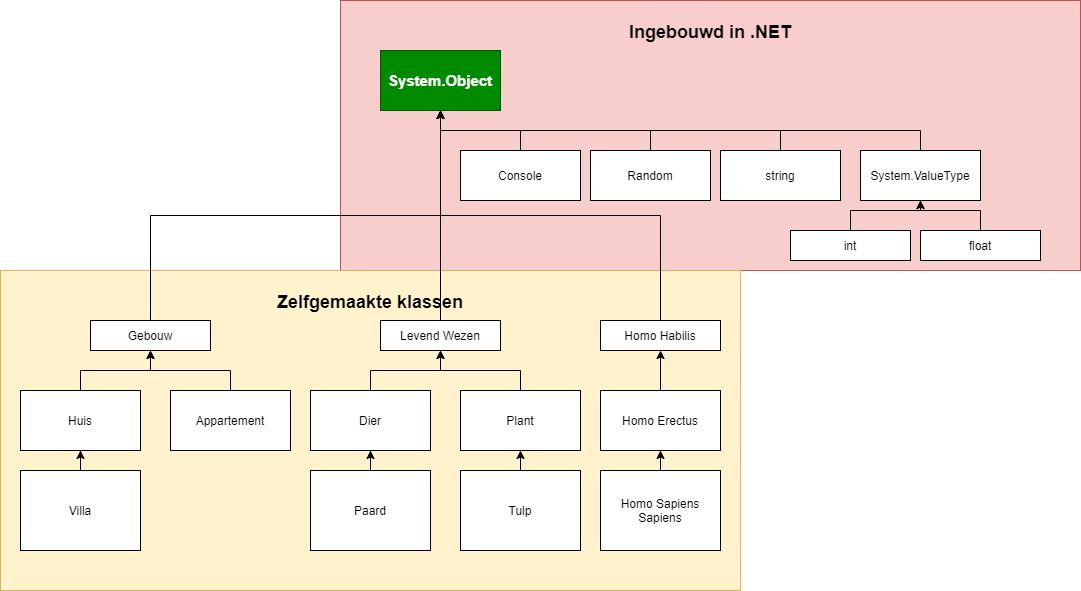 Ingebouwd in .NET
System.Object
Console
Random
string
System.ValueType
int
float
Zelfgemaakte klassen
Gebouw
Levend Wezen
Homo Habilis
Huis
Appartement
Dier
Plant
Homo Erectus
Villa
Paard
Tulp
Homo Sapiens
Sapiens